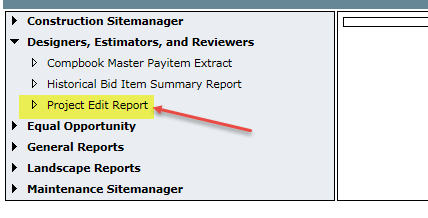 Construction Sitemanager
Designers, Estimators, and Reviewers
Compbook Master Payitem Extract
Historical Bid Item Summary Report
Project Edit Report
Equal Opportunity
General Reports
Landscape Reports
Maintenance Sitemanager